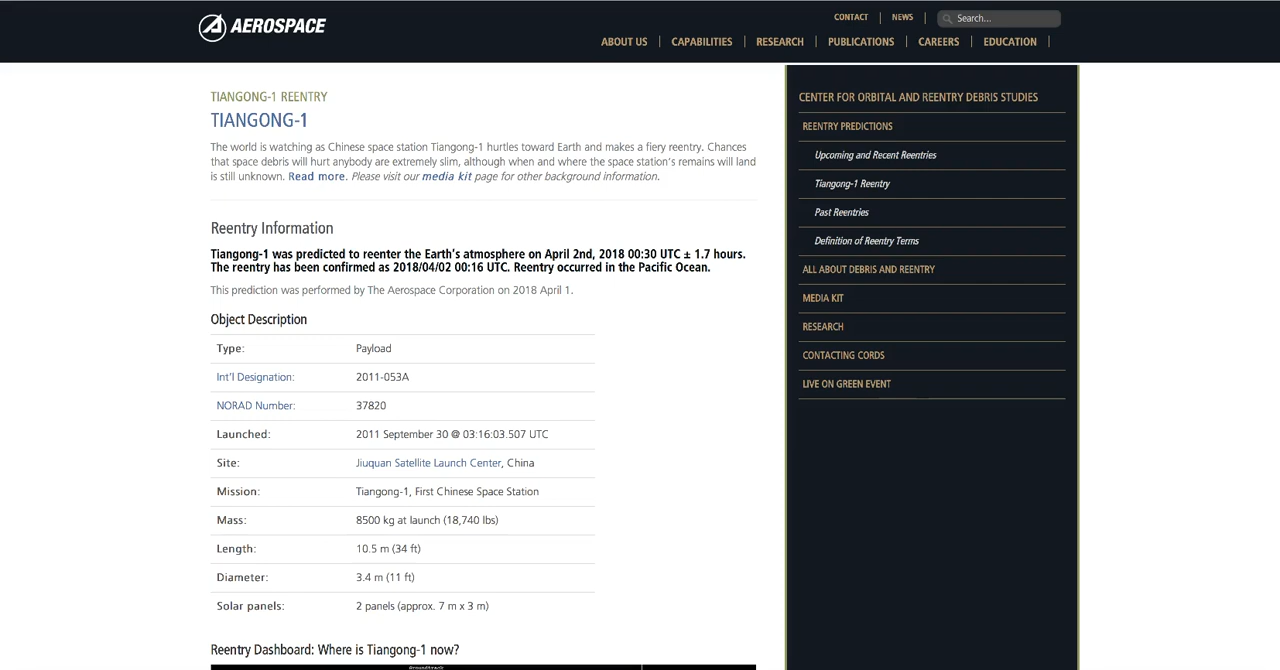 AEROSPACE
CONTACT
NEWS
Search...
ABOUT US
CAPABILITIES
RESEARCH
PUBLICATIONS
CAREERS
EDUCATION
TIANGONG-1 REENTRY
TIANGONG-1
The world is watching as Chinese space station Tiangong-1 hurtles toward Earth and makes a fiery reentry. Chances
that space debris will hurt anybody are extremely slim, although when and where the space station's remains will land
is still unknown. Read more. Please visit our media kit page for other background information.
Reentry Information
Tiangong-1 was predicted to reenter the Earth's atmosphere on April 2nd, 2018 00:30 UTC ± 1.7 hours.
The reentry has been confirmed as 2018/04/02 00:16 UTC. Reentry occurred in the Pacific Ocean.
This prediction was performed by The Aerospace Corporation on 2018 April 1.
Object Description
Type: Payload
Int'l Designation: 2011-053A
NORAD Number: 37820
Launched: 2011 September 30 @ 03:16:03.507 UTC
Site: Jiuquan Satellite Launch Center, China
Mission: Tiangong-1, First Chinese Space Station
Mass: 8500 kg at launch (18,740 lbs)
Length: 10.5 m (34 ft)
Diameter: 3.4 m (11 ft)
Solar panels: 2 panels (approx. 7 m x 3 m)
Reentry Dashboard: Where is Tiangong-1 now?
Groundtrack
CENTER FOR ORBITAL AND REENTRY DEBRIS STUDIES
REENTRY PREDICTIONS
Upcoming and Recent Reentries
Tiangong-1 Reentry
Past Reentries
Definition of Reentry Terms
ALL ABOUT DEBRIS AND REENTRY
MEDIA KIT
RESEARCH
CONTACTING CORDS
LIVE ON GREEN EVENT